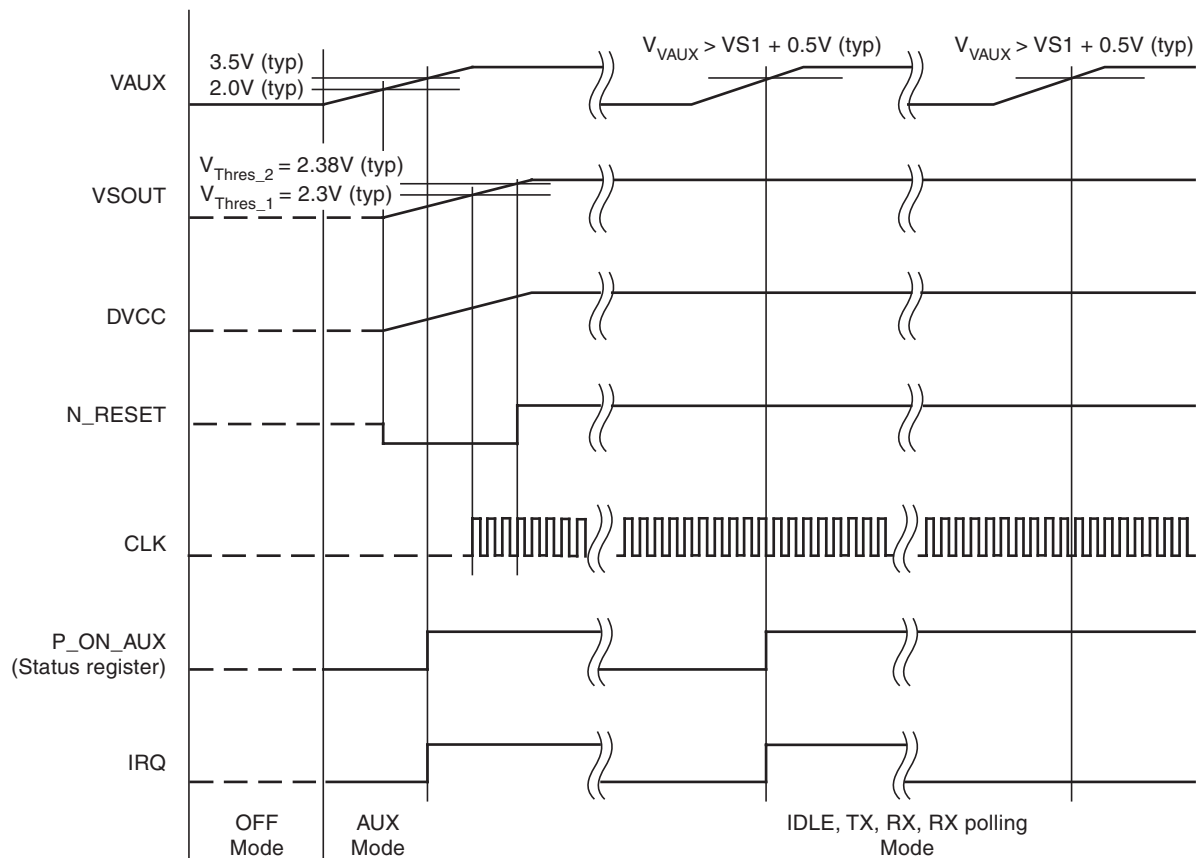 V_VAUX > VS1 + 0.5V (typ)
V_VAUX > VS1 + 0.5V (typ)
3.5V (typ)
VAUX
2.0V (typ)
V_Thres_2 = 2.38V (typ)
VSOUT
V_Thres_1 = 2.3V (typ)
DVCC
N_RESET
CLK
P_ON_AUX
(Status register)
IRQ
OFF
Mode
AUX
Mode
IDLE, TX, RX, RX polling
Mode